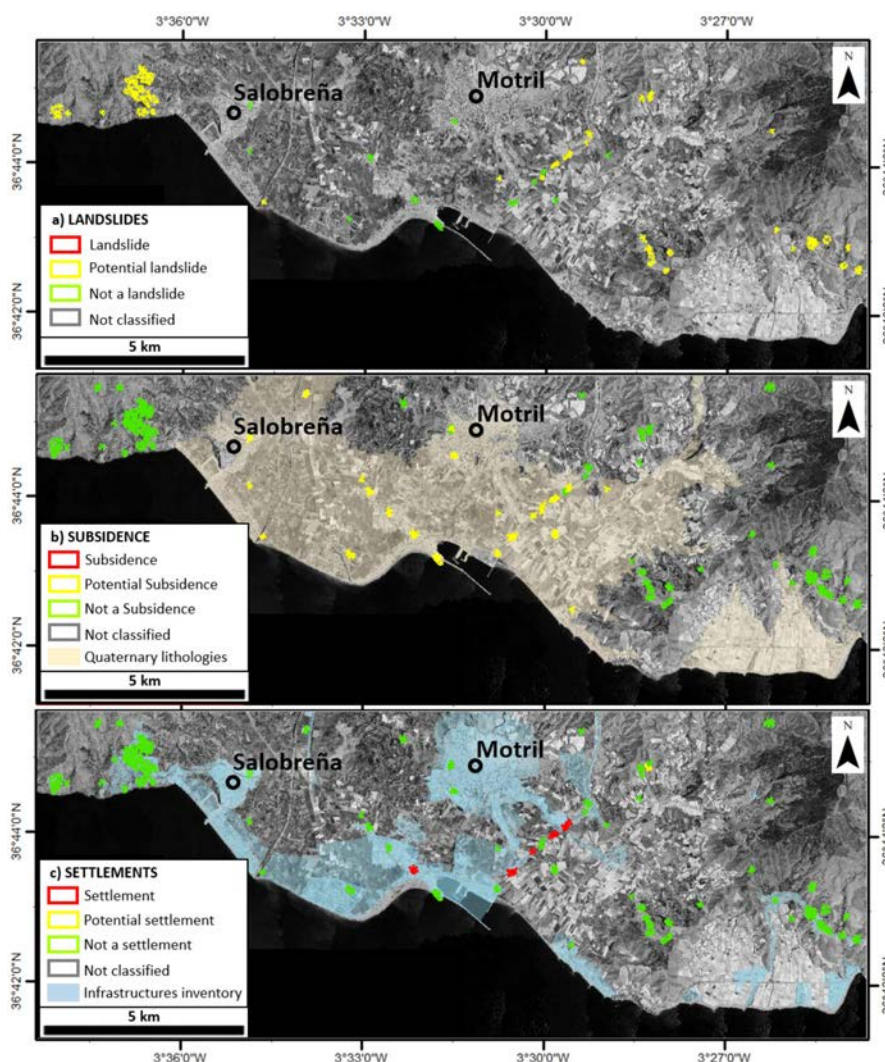 3°36'0"W 3°33'0"W 3°30'0"W 3°27'0"W
N
Salobreña
Motril
36°44'0"N
36°42'0"N
a) LANDSLIDES
Landslide
Potential landslide
Not a landslide
Not classified
5 km
N
Salobreña
Motril
36°44'0"N
36°42'0"N
b) SUBSIDENCE
Subsidence
Potential Subsidence
Not a Subsidence
Not classified
Quaternary lithologies
5 km
N
Salobreña
Motril
36°44'0"N
36°42'0"N
c) SETTLEMENTS
Settlement
Potential settlement
Not a settlement
Not classified
Infrastructures inventory
5 km
3°36'0"W 3°33'0"W 3°30'0"W 3°27'0"W